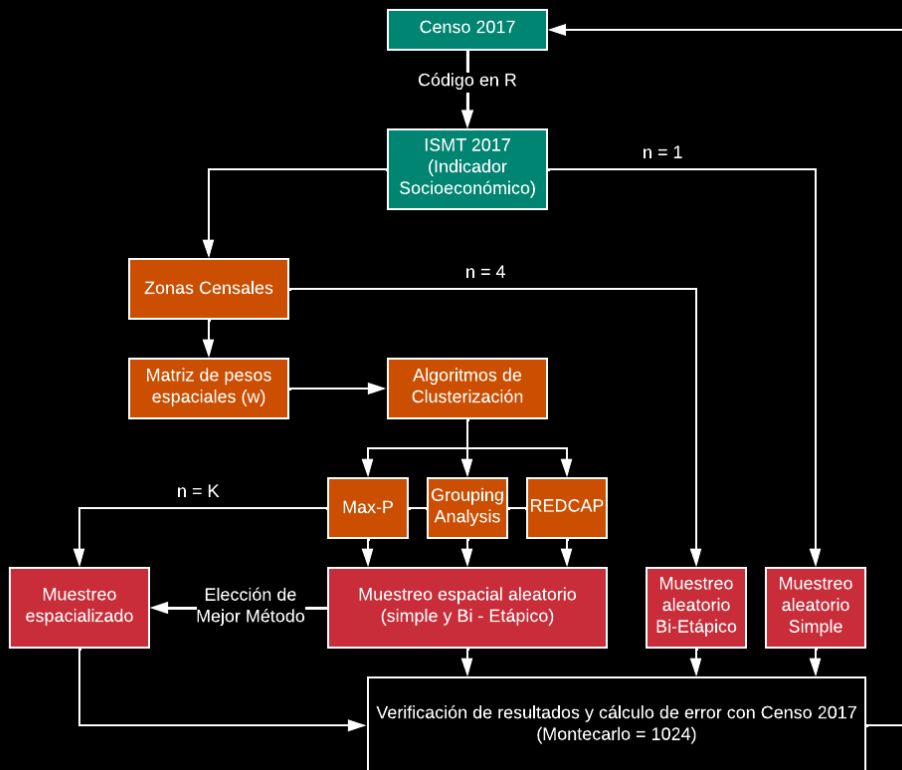 Censo 2017
Código en R
ISMT 2017
(Indicador
Socioeconómico)
n = 1
Zonas Censales
n = 4
Matriz de pesos
espaciales (w)
Algoritmos de
Clusterización
n = K
Max-P
Grouping
Analysis
REDCAP
Muestreo
espacializado
Elección de
Mejor Método
Muestreo espacial aleatorio
(simple y Bi - Etápico)
Muestreo
aleatorio
Bi-Etápico
Muestreo
aleatorio
Simple
Verificación de resultados y cálculo de error con Censo 2017
(Montecarlo = 1024)